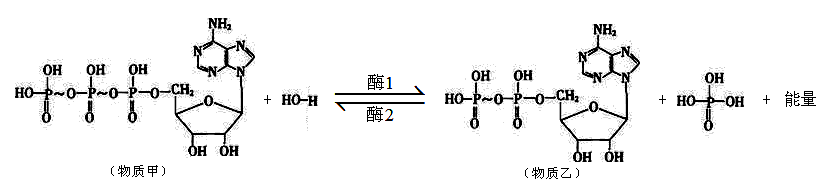 NH₂ NH₂
N N N N N N N N
OH OH OH OH OH OH
HO-P~O-P~O-P-O-CH₂ O + HO-H 酶1 HO-P~O-P-O-CH₂ O + HO-P-OH + 能量
O O O 酶2 O O O
OH OH OH OH
(物质甲) (物质乙)